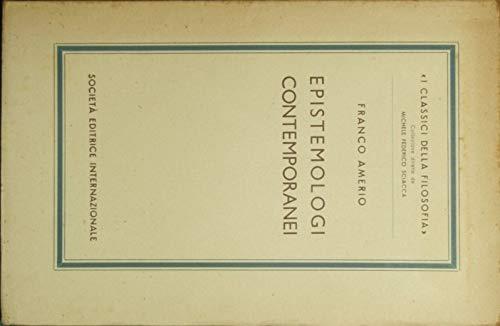 «I CLASSICI DELLA FILOSOFIA»
Collezione diretta da
MICHELE FEDERICO SCIACCA
FRANCO AMERIO
EPISTEMOLOGI
CONTEMPORANEI
SOCIETÀ EDITRICE INTERNAZIONALE